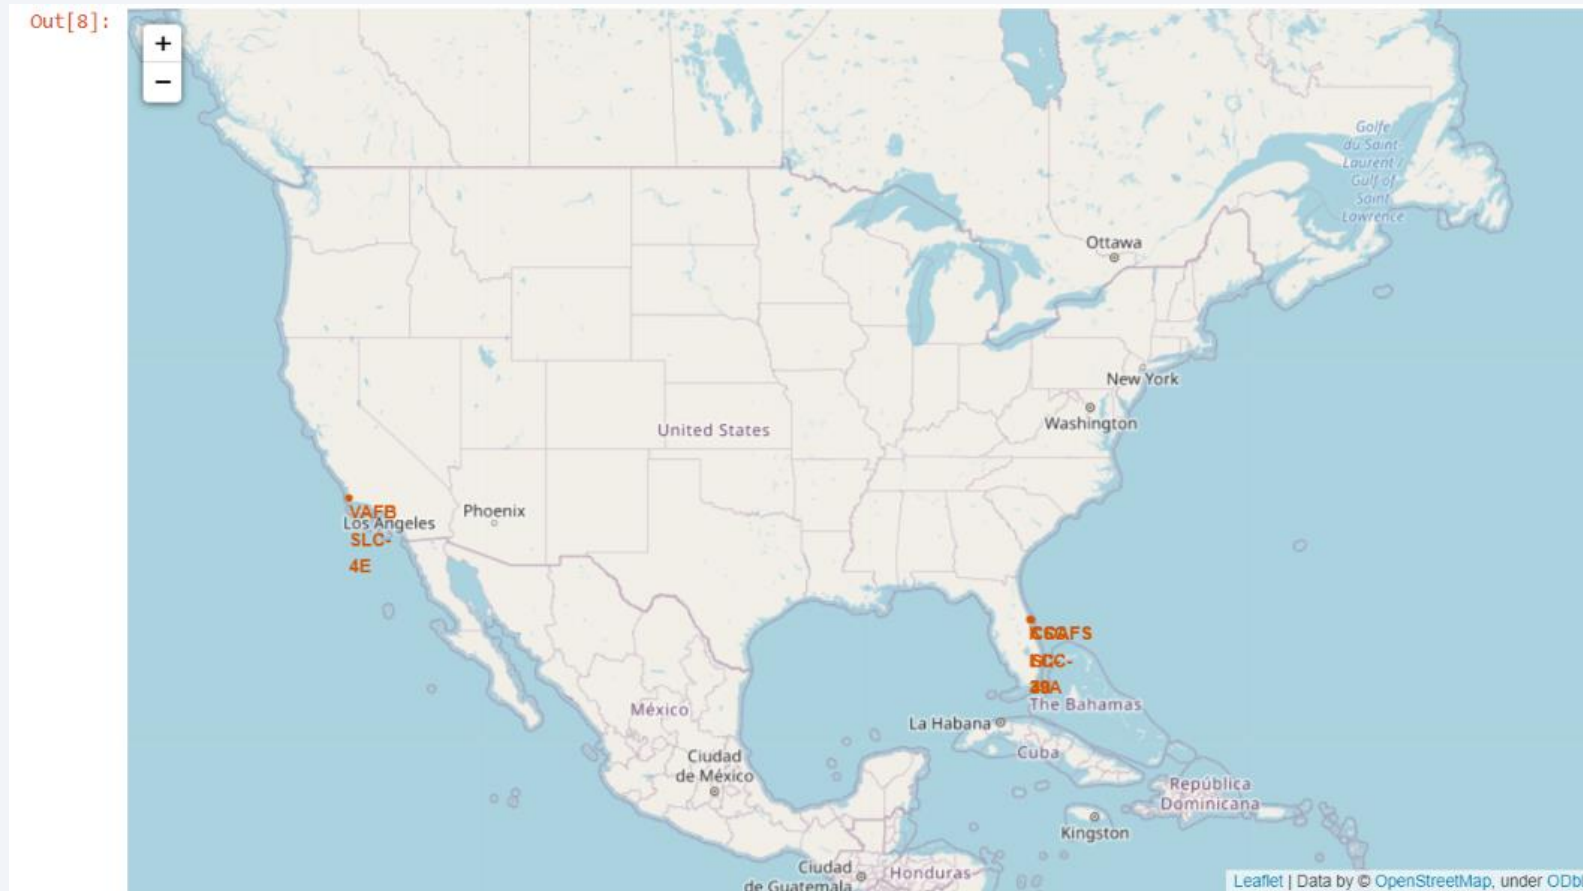 Out[8]:
+
−
Golfe
du Saint-
Laurent /
Gulf of
Saint
Lawrence
Ottawa
New York
Washington
United States
VAFB
Los Angeles
SLC-
4E
Phoenix
The Bahamas
México
La Habana
Cuba
Ciudad
de México
República
Dominicana
Kingston
Ciudad
de Guatemala
Honduras
Leaflet | Data by © OpenStreetMap, under